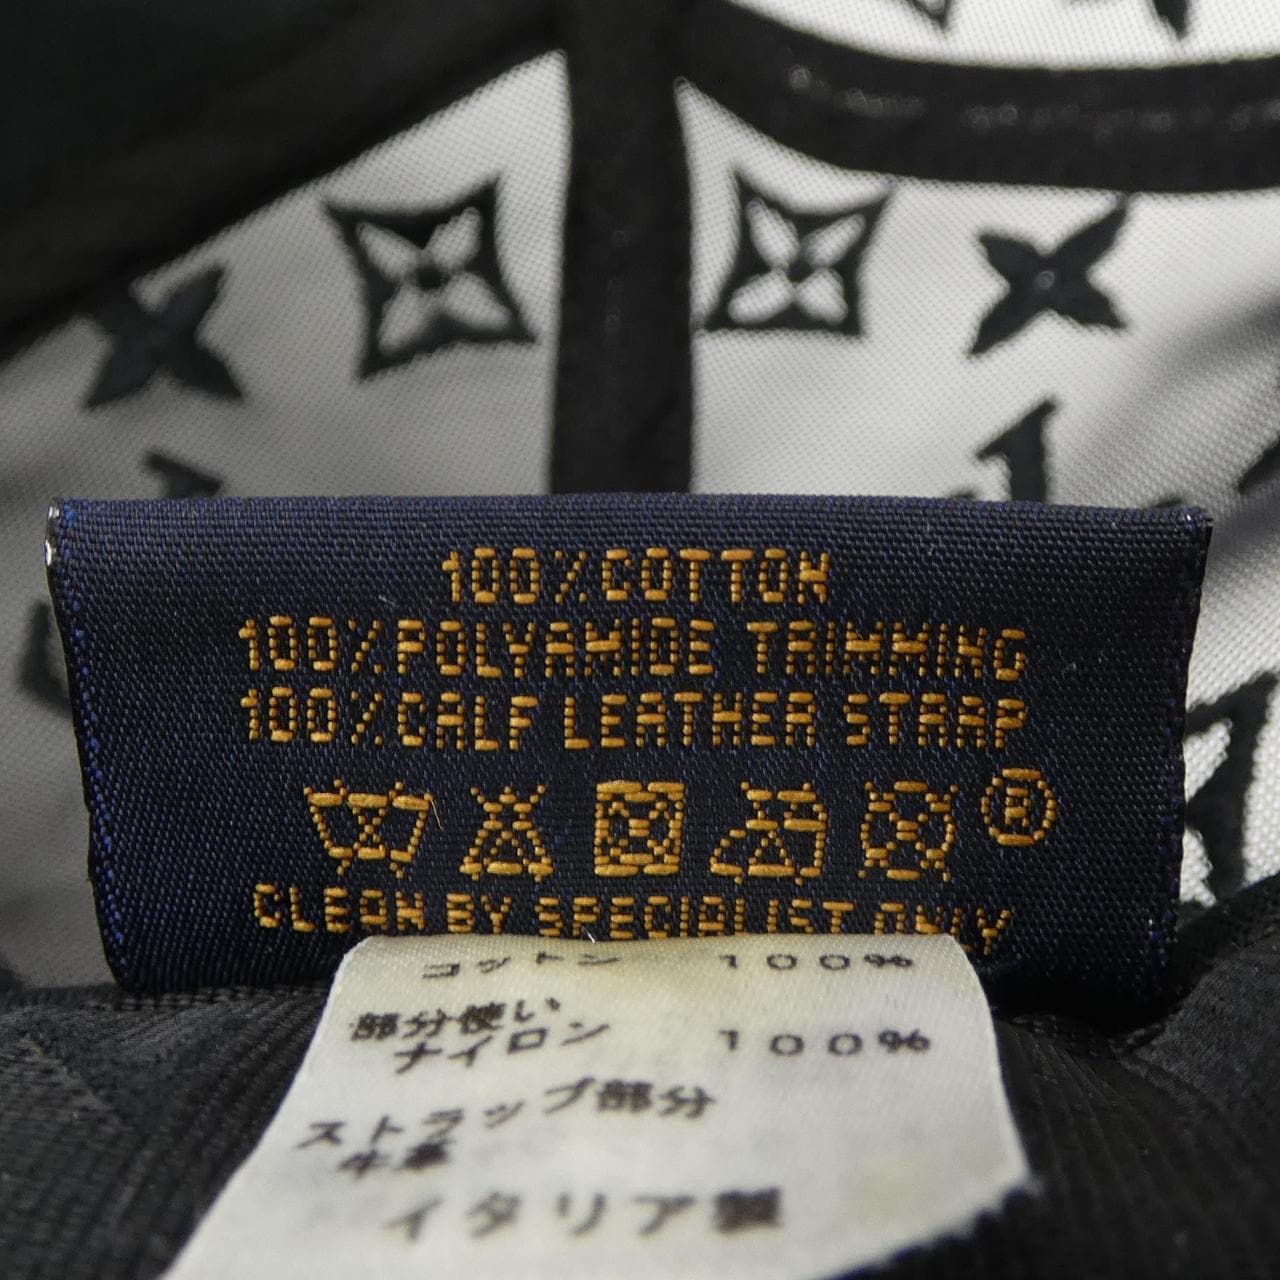 100% COTTON
100% POLYAMIDE TRIMMING
100% CALF LEATHER STRAP
®
CLEAN BY SPECIALIST ONLY
コットン 100%
部分使い
ナイロン 100%
ストラップ部分
牛革
イタリア製